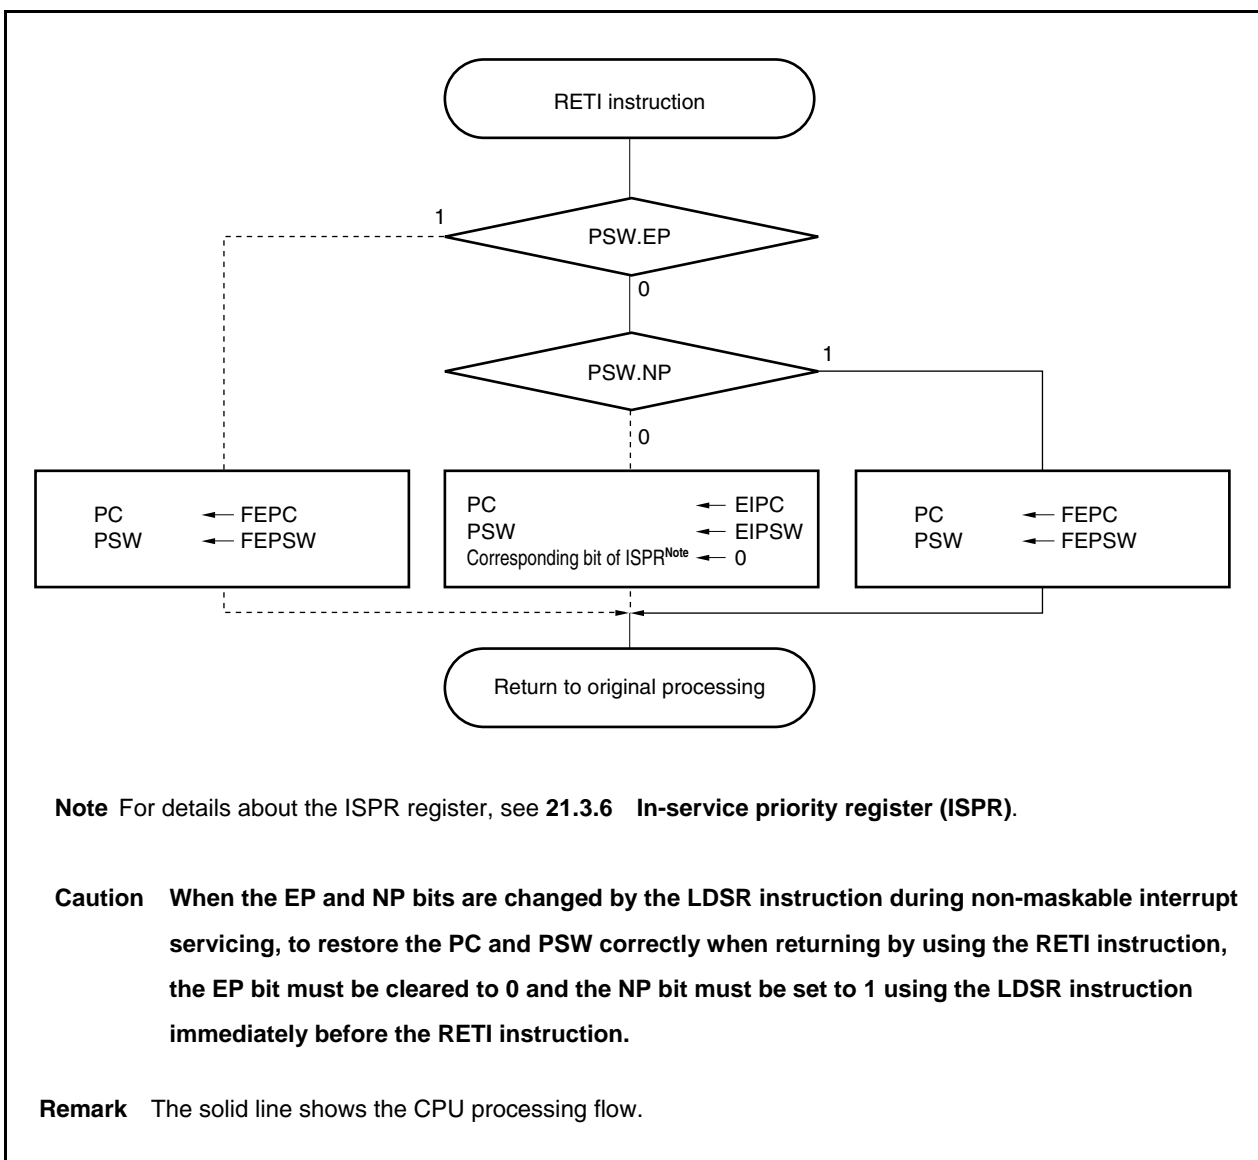 RETI instruction
1
PSW.EP
0
1
PSW.NP
0
PC ← FEPC
PSW ← FEPSW
PC ← EIPC
PSW ← EIPSW
Corresponding bit of ISPRNote ← 0
PC ← FEPC
PSW ← FEPSW
Return to original processing
Note For details about the ISPR register, see 21.3.6 In-service priority register (ISPR).
Caution When the EP and NP bits are changed by the LDSR instruction during non-maskable interrupt
servicing, to restore the PC and PSW correctly when returning by using the RETI instruction,
the EP bit must be cleared to 0 and the NP bit must be set to 1 using the LDSR instruction
immediately before the RETI instruction.
Remark The solid line shows the CPU processing flow.